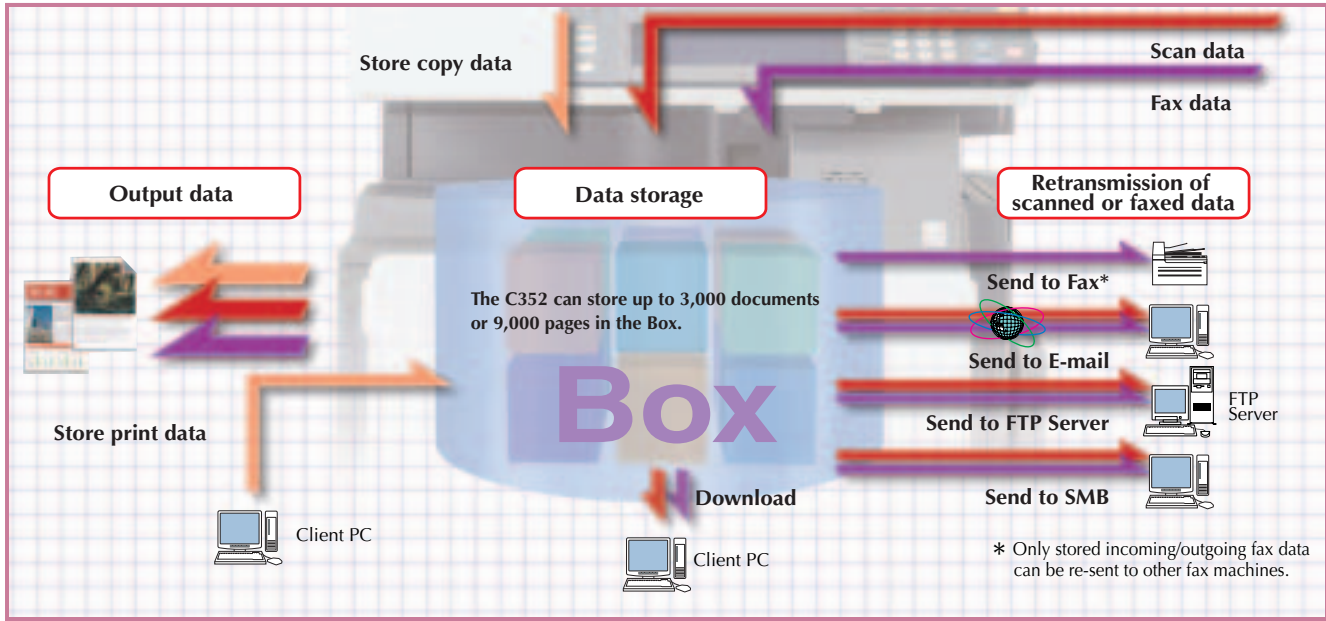 Store copy data
Scan data
Fax data
Output data
Data storage
Retransmission of
scanned or faxed data
The C352 can store up to 3,000 documents
or 9,000 pages in the Box.
Box
Send to Fax*
Send to E-mail
Send to FTP Server
FTP
Server
Send to SMB
Store print data
Download
Client PC
Client PC
* Only stored incoming/outgoing fax data
can be re-sent to other fax machines.